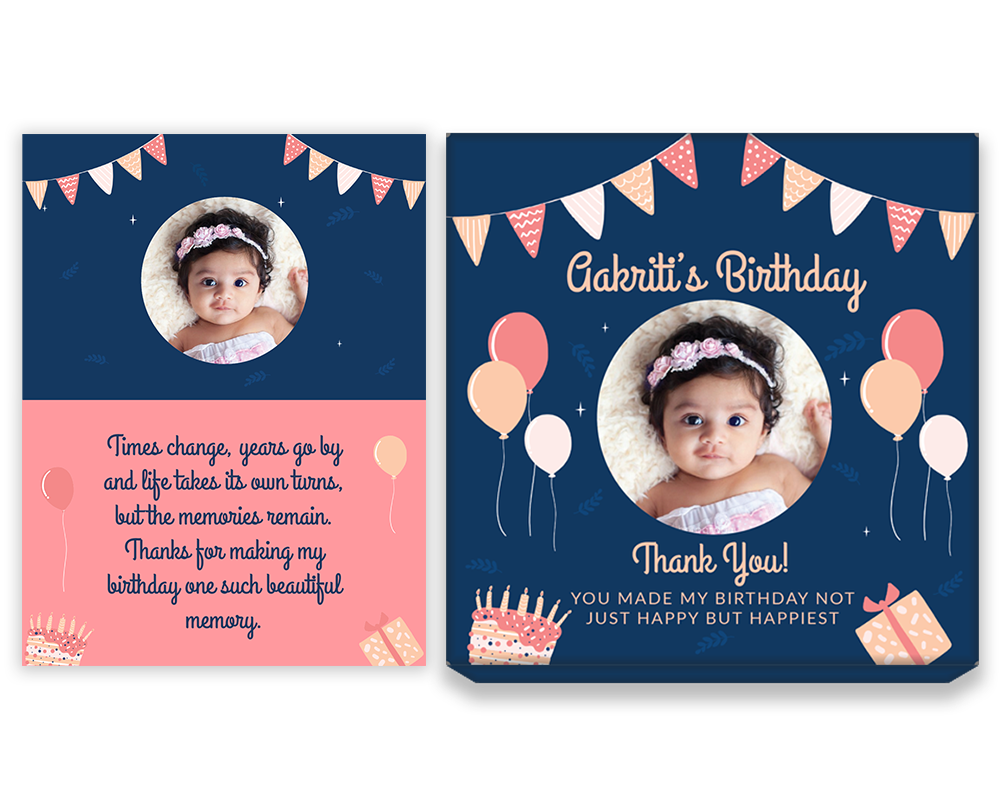 Times change, years go by
and life takes its own turns,
but the memories remain.
Thanks for making my
birthday one such beautiful
memory.
Aakriti's Birthday
Thank You!
YOU MADE MY BIRTHDAY NOT
JUST HAPPY BUT HAPPIEST